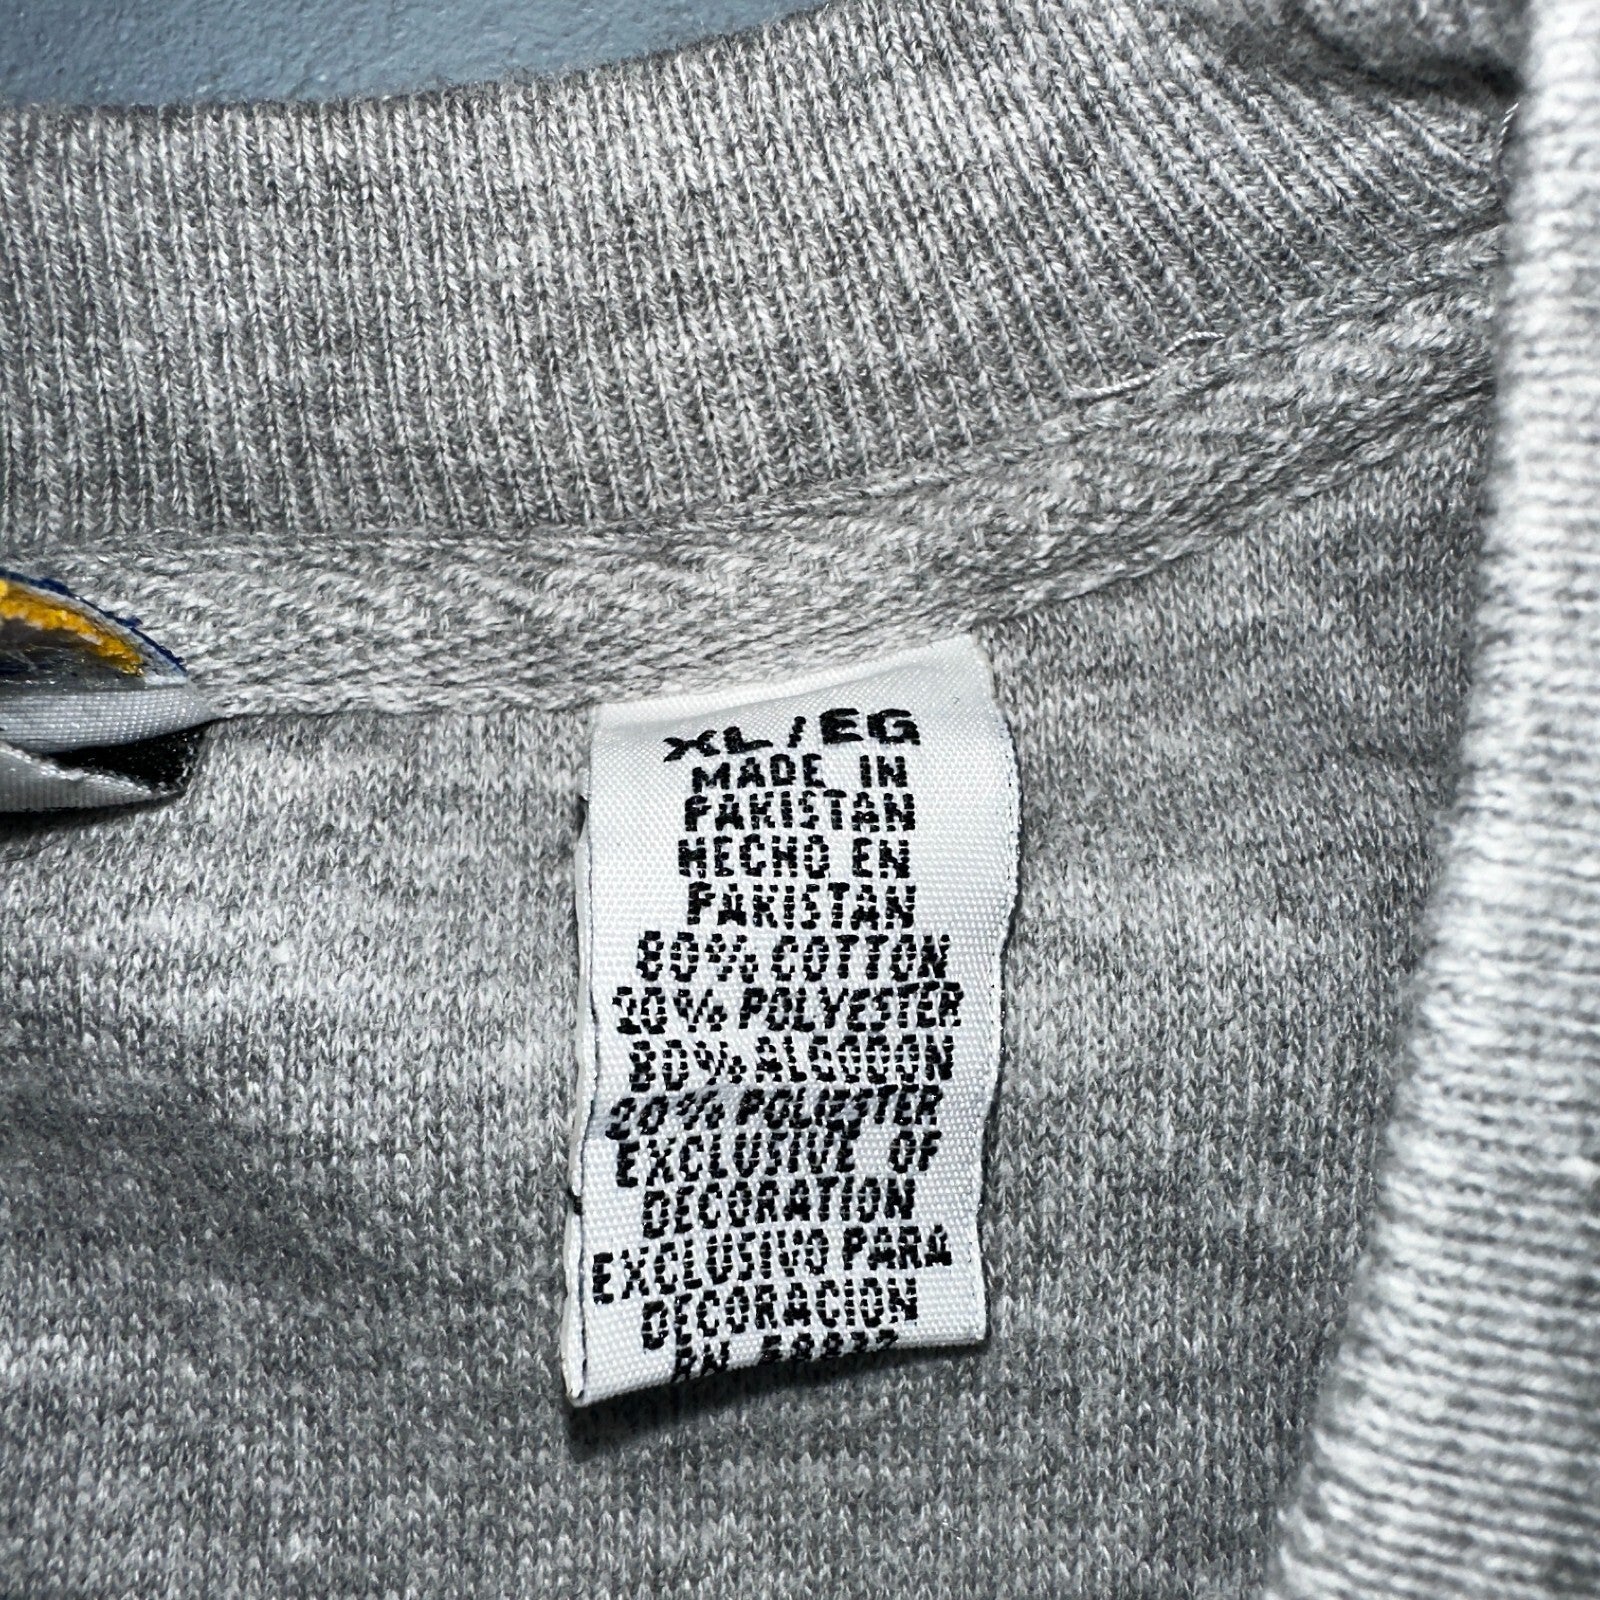 XL / EG
MADE IN
PAKISTAN
HECHO EN
PAKISTAN
80% COTTON
20% POLYESTER
80% ALGODON
20% POLIESTER
EXCLUSIVE OF
DECORATION
EXCLUSIVO PARA
DECORACION
RN